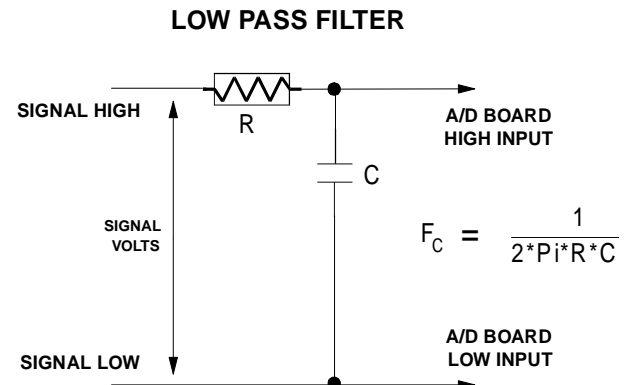 LOW PASS FILTER
SIGNAL HIGH
R
A/D BOARD
HIGH INPUT
C
SIGNAL
VOLTS
F_C = 1
2*Pi*R*C
SIGNAL LOW
A/D BOARD
LOW INPUT